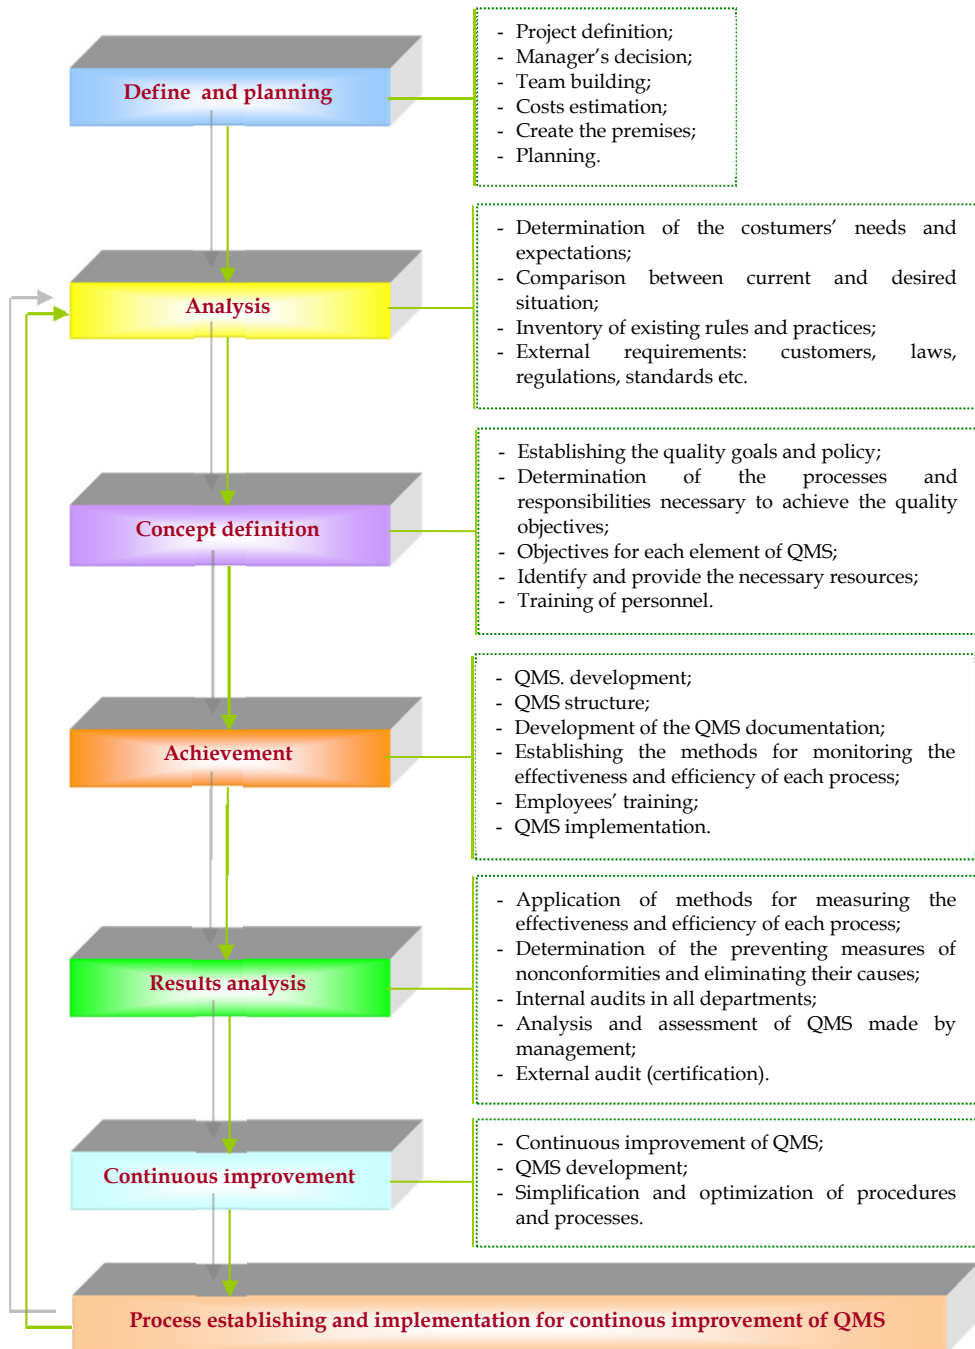 Define and planning
- Project definition;
- Manager's decision;
- Team building;
- Costs estimation;
- Create the premises;
- Planning.
Analysis
- Determination of the costumers' needs and
expectations;
- Comparison between current and desired
situation;
- Inventory of existing rules and practices;
- External requirements: customers, laws,
regulations, standards etc.
Concept definition
- Establishing the quality goals and policy;
- Determination of the processes and
responsibilities necessary to achieve the quality
objectives;
- Objectives for each element of QMS;
- Identify and provide the necessary resources;
- Training of personnel.
Achievement
- QMS. development;
- QMS structure;
- Development of the QMS documentation;
- Establishing the methods for monitoring the
effectiveness and efficiency of each process;
- Employees' training;
- QMS implementation.
Results analysis
- Application of methods for measuring the
effectiveness and efficiency of each process;
- Determination of the preventing measures of
nonconformities and eliminating their causes;
- Internal audits in all departments;
- Analysis and assessment of QMS made by
management;
- External audit (certification).
Continuous improvement
- Continuous improvement of QMS;
- QMS development;
- Simplification and optimization of procedures
and processes.
Process establishing and implementation for continous improvement of QMS